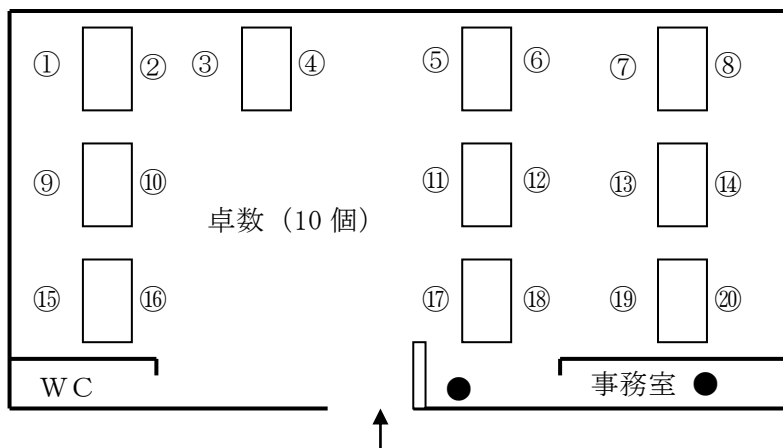 ① ② ③ ④ ⑤ ⑥ ⑦ ⑧
⑨ ⑩ ⑪ ⑫ ⑬ ⑭
卓数（10 個）
⑮ ⑯ ⑰ ⑱ ⑲ ⑳
ＷＣ 事務室